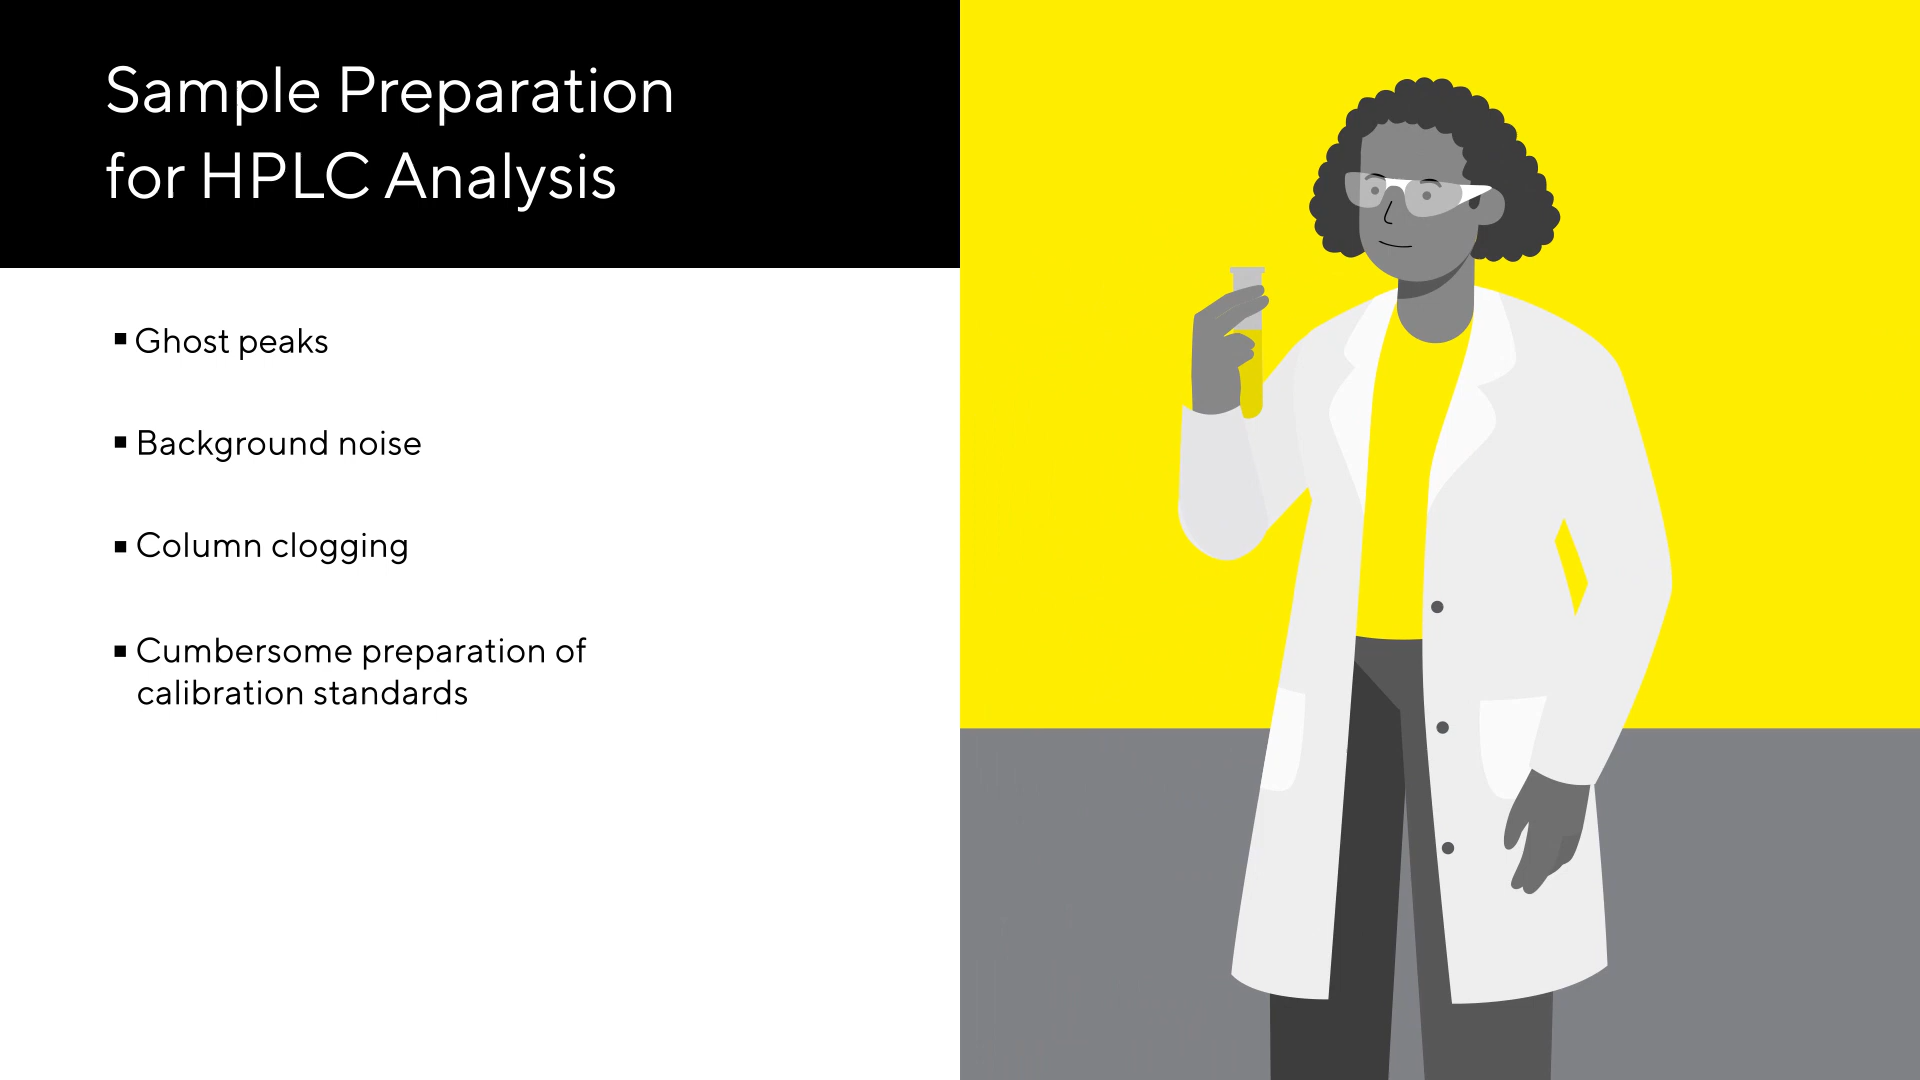 Sample Preparation
for HPLC Analysis
▪ Ghost peaks
▪ Background noise
▪ Column clogging
▪ Cumbersome preparation of
calibration standards